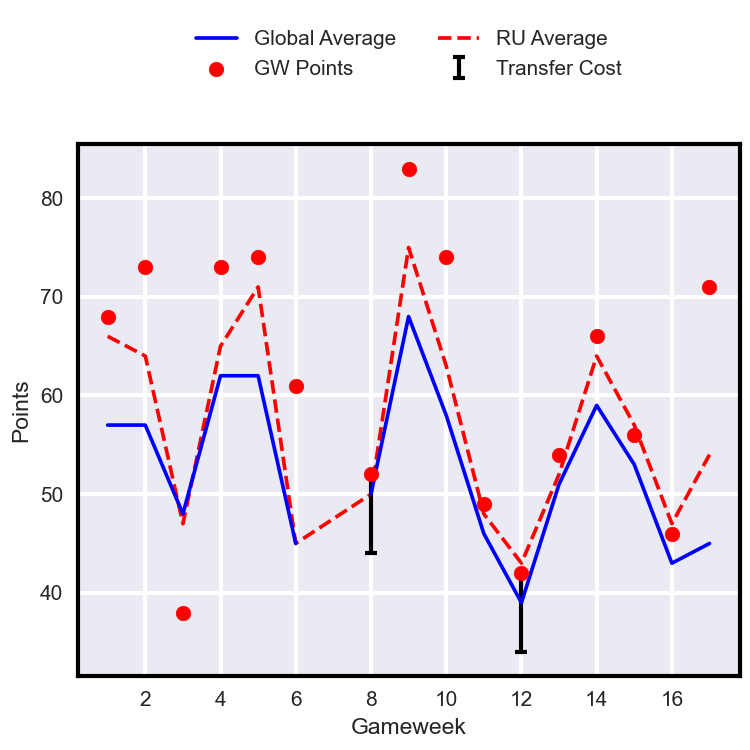 Global Average RU Average
GW Points Transfer Cost
80
70
60
50
40
Points
2 4 6 8 10 12 14 16
Gameweek